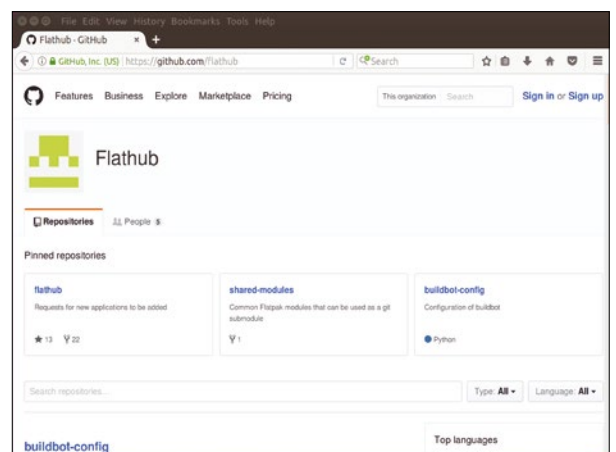 File Edit View History Bookmarks Tools Help
Flathub · GitHub × +
GitHub, Inc. (US) https://github.com/flathub Search
Features Business Explore Marketplace Pricing This organization Search Sign in or Sign up
Flathub
Repositories People 5
Pinned repositories
flathub
Requests for new applications to be added
13 22
shared-modules
Common Flatpak modules that can be used as a git
submodule
1
buildbot-config
Configuration of buildbot
Python
Search repositories... Type: All Language: All
buildbot-config Top languages